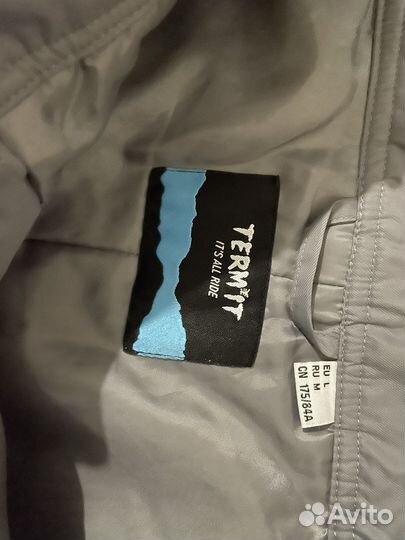 TERMIT
IT'S ALL RIDE
EU L
RU M
CN 175/84A
Avito